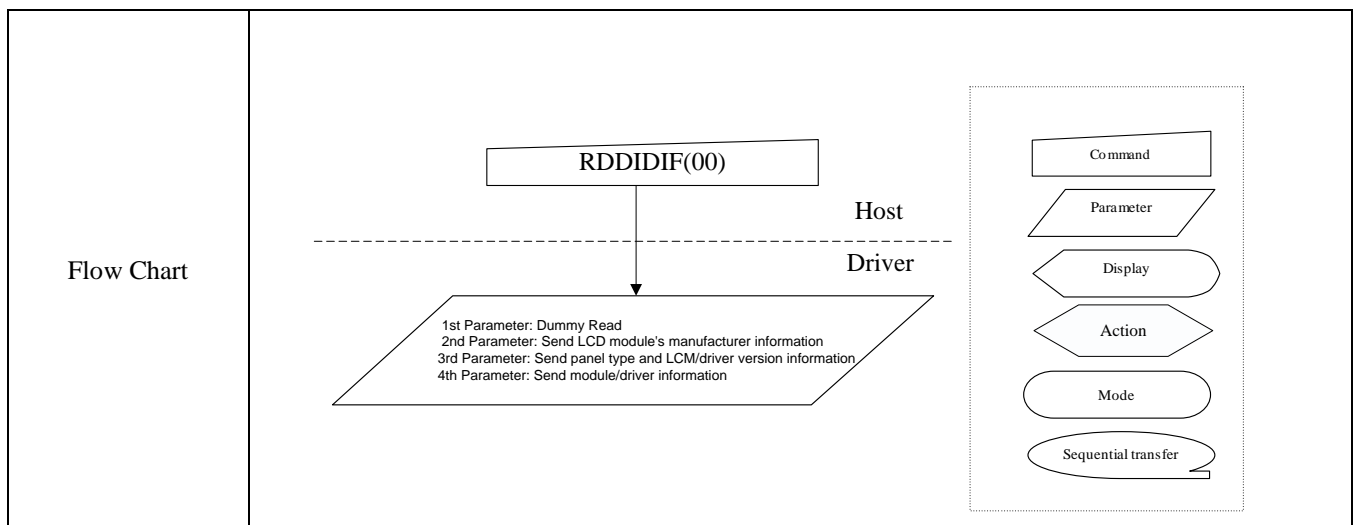 Flow Chart
RDDIDIF(00)
Host
Driver
1st Parameter: Dummy Read
2nd Parameter: Send LCD module's manufacturer information
3rd Parameter: Send panel type and LCM/driver version information
4th Parameter: Send module/driver information
Command
Parameter
Display
Action
Mode
Sequential transfer